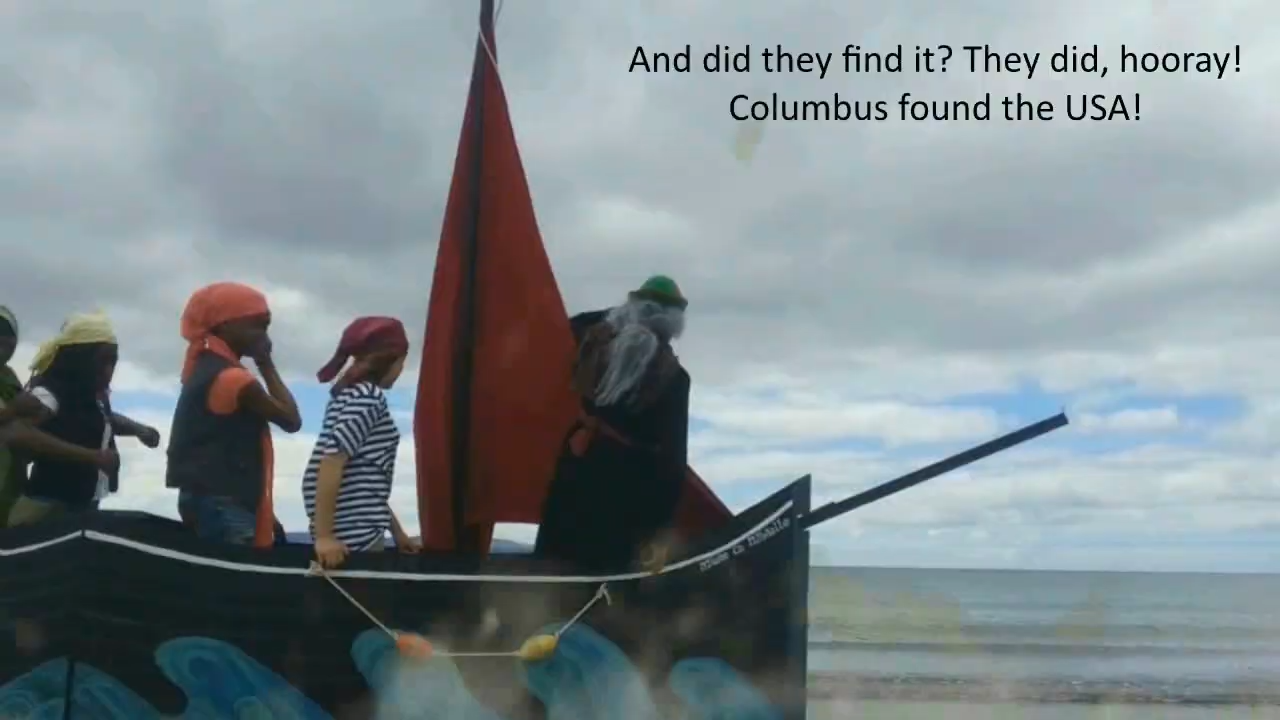 And did they find it? They did, hooray!
Columbus found the USA!